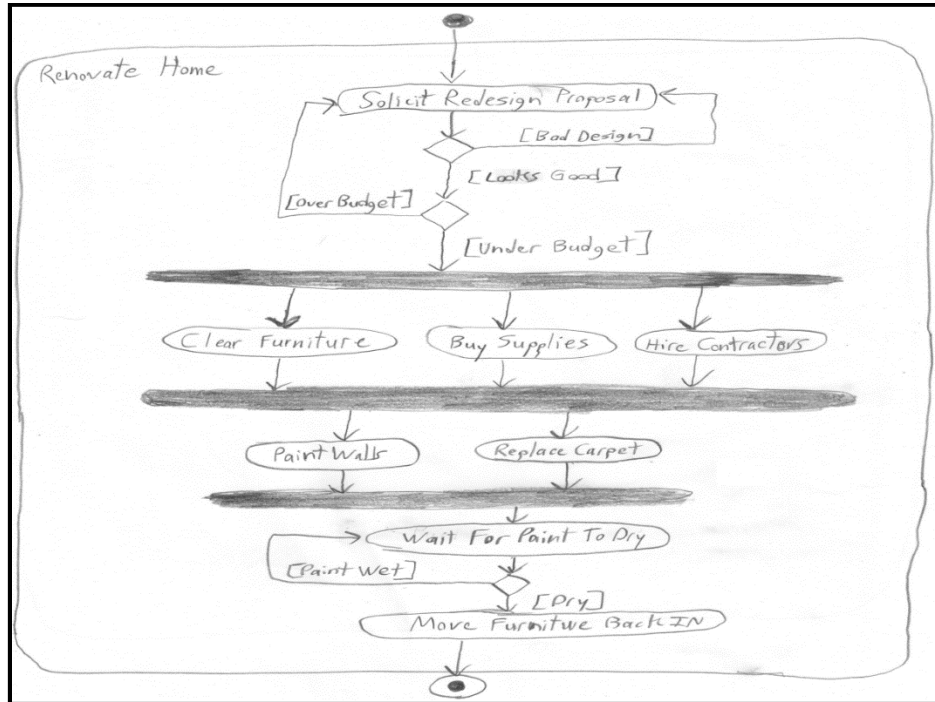 Renovate Home
Solicit Redesign Proposal
[Bad Design]
[Looks Good]
[Over Budget]
[Under Budget]
Clear Furniture
Buy Supplies
Hire Contractors
Paint Walls
Replace Carpet
Wait For Paint To Dry
[Paint Wet]
[Dry]
Move Furniture Back IN